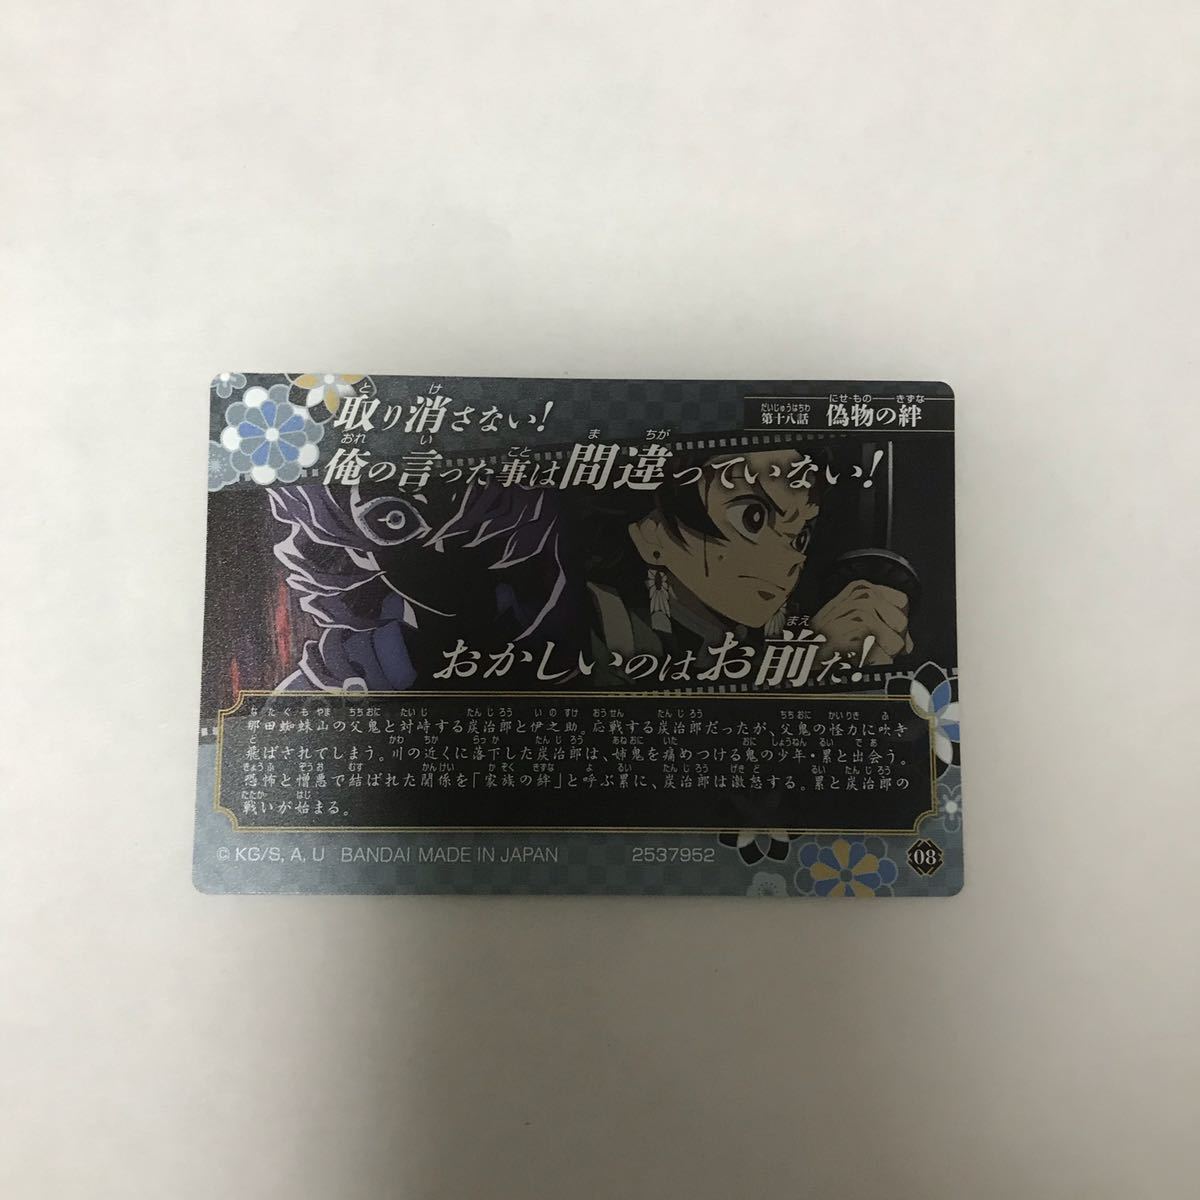 取り消さない!
俺の言った事は間違っていない!
第十八話 偽物の絆
おかしいのはお前だ!
那田蜘蛛山の父鬼と対峙する炭治郎と伊之助。応戦する炭治郎だったが、父鬼の怪力に吹き
飛ばされてしまう。川の近くに落下した炭治郎は、姉鬼を痛めつける鬼の少年・累と出会う。
恐怖と憎悪で結ばれた関係を「家族の絆」と呼ぶ累に、炭治郎は激怒する。累と炭治郎の
戦いが始まる。
© KG/S, A, U BANDAI MADE IN JAPAN 2537952 08